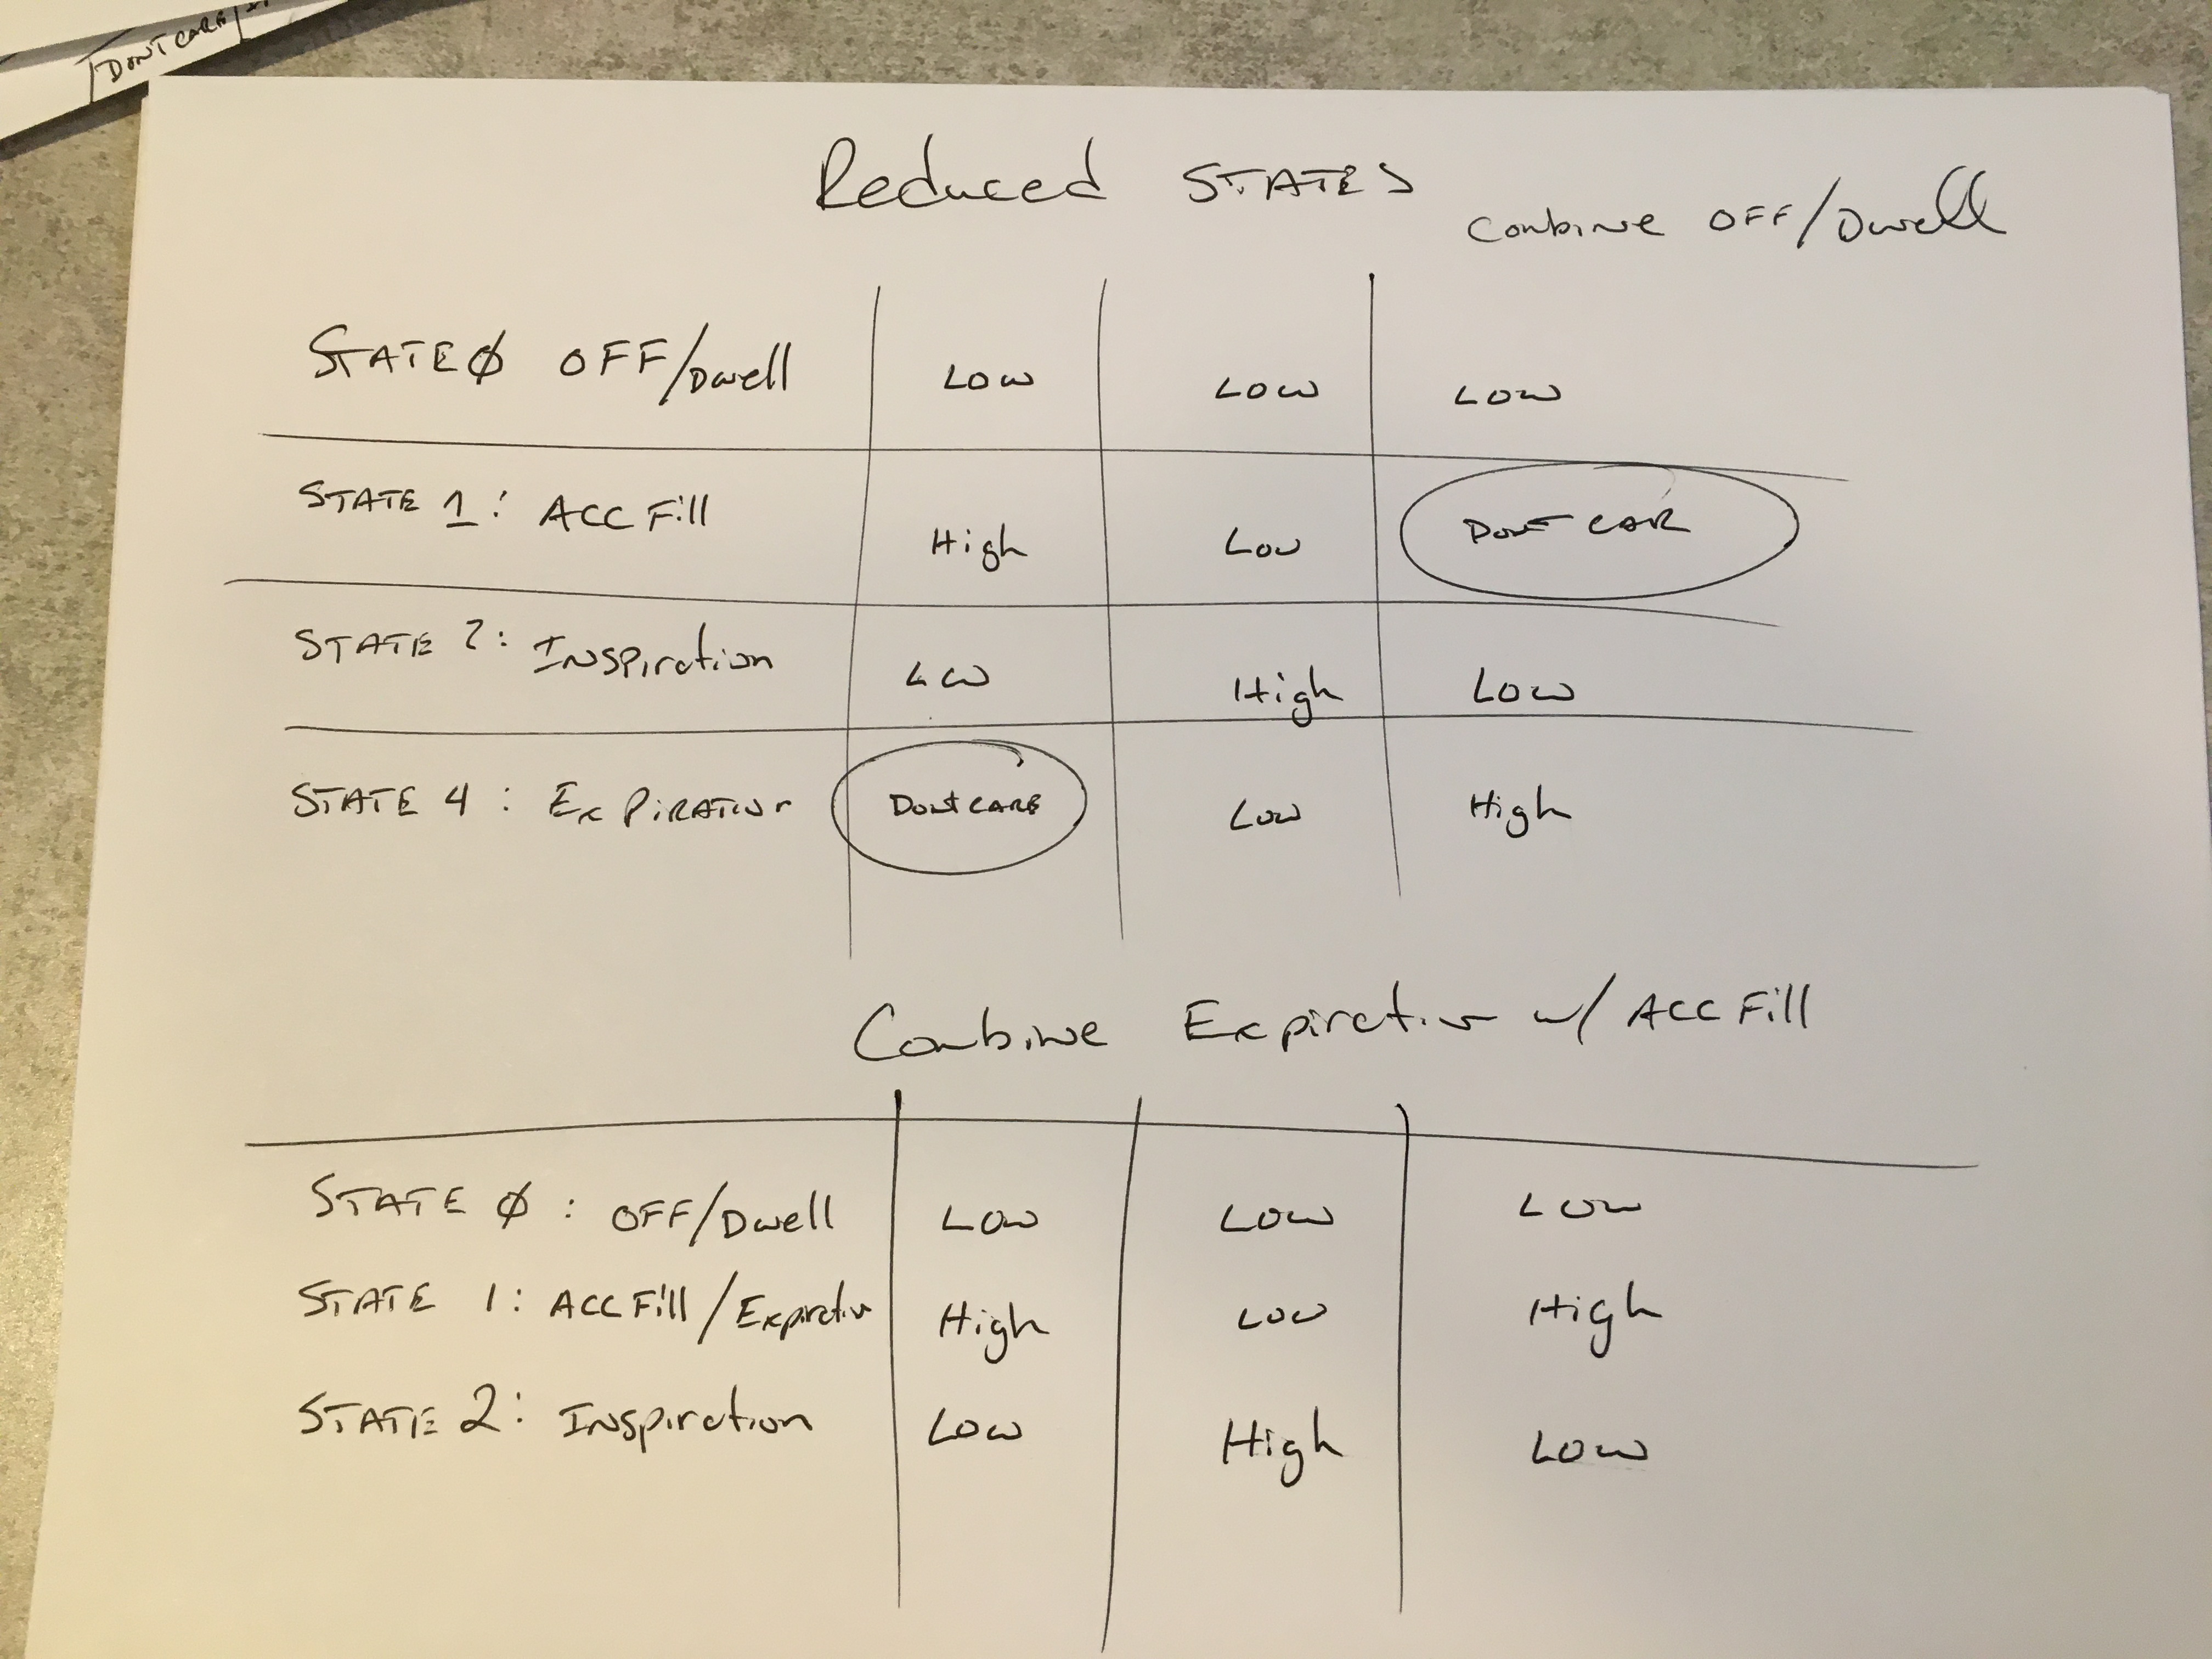 Reduced STATES combine OFF/Dwell
STATE Ø OFF/Dwell Low Low Low
STATE 1: ACC Fill High Low Dont CAR
STATE 2: Inspiration Low High Low
STATE 4: ExPiRATion Dont CARE Low High
Combine Expiration w/ ACC Fill
STATE Ø: OFF/Dwell Low Low Low
STATE 1: ACC Fill/Expiration High Low High
STATE 2: Inspiration Low High Low
DONT CARE